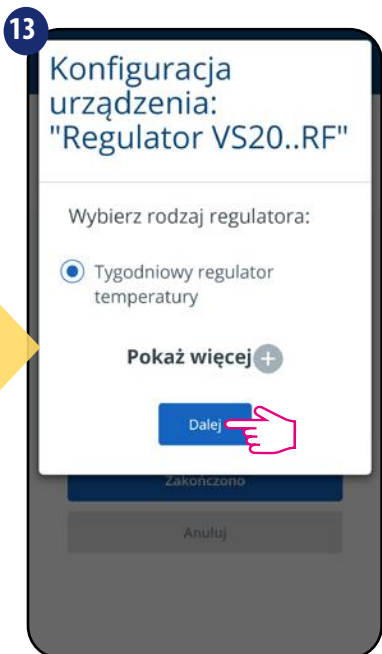 13
Konfiguracja
urządzenia:
"Regulator VS20..RF"
Wybierz rodzaj regulatora:
Tygodniowy regulator
temperatury
Pokaż więcej +
Dalej
Zakończono
Anuluj